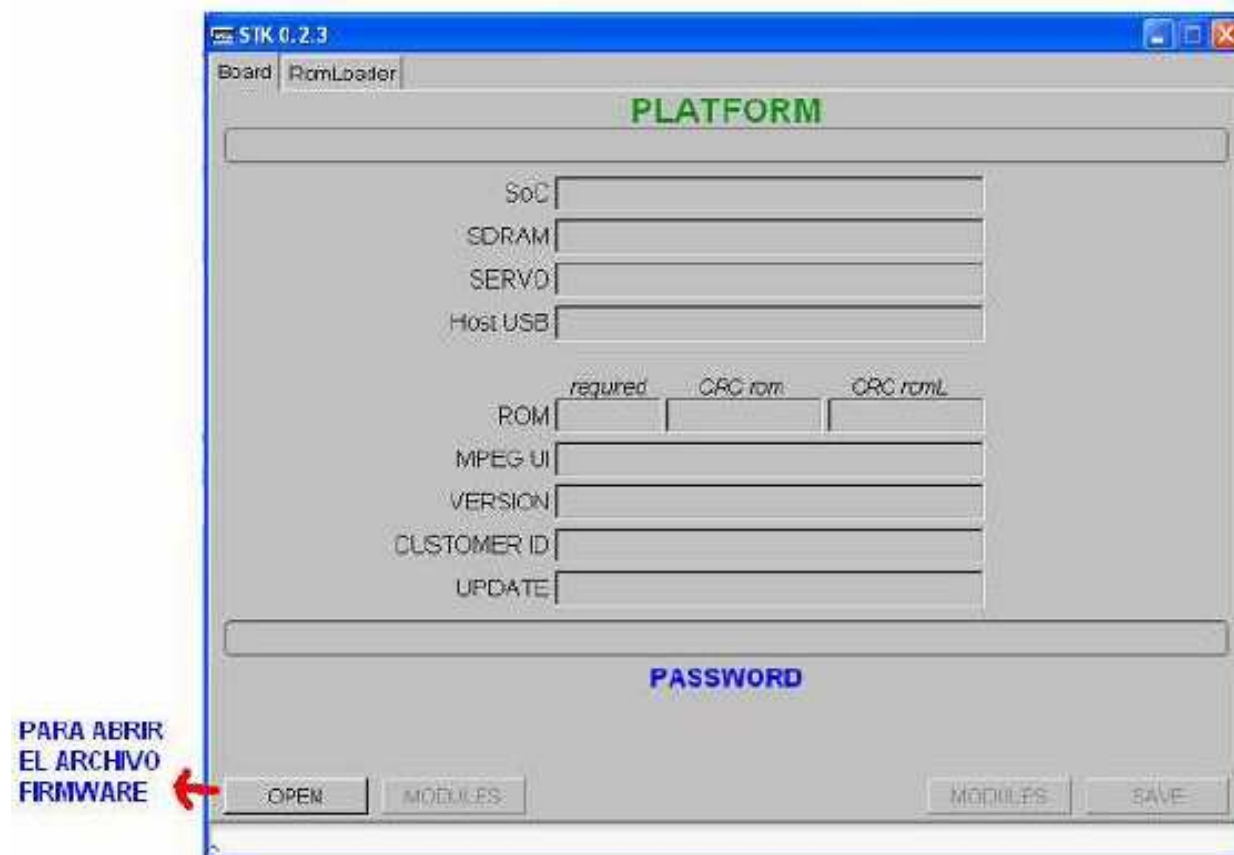 STK 0.2.3
Board RomLoader
PLATFORM
SoC
SDRAM
SERVO
Host USB
required CRC rom CRC romL
ROM
MPEG UI
VERSION
CUSTOMER ID
UPDATE
PASSWORD
PARA ABRIR
EL ARCHIVO
FIRMWARE
OPEN MODULES MODULES SAVE